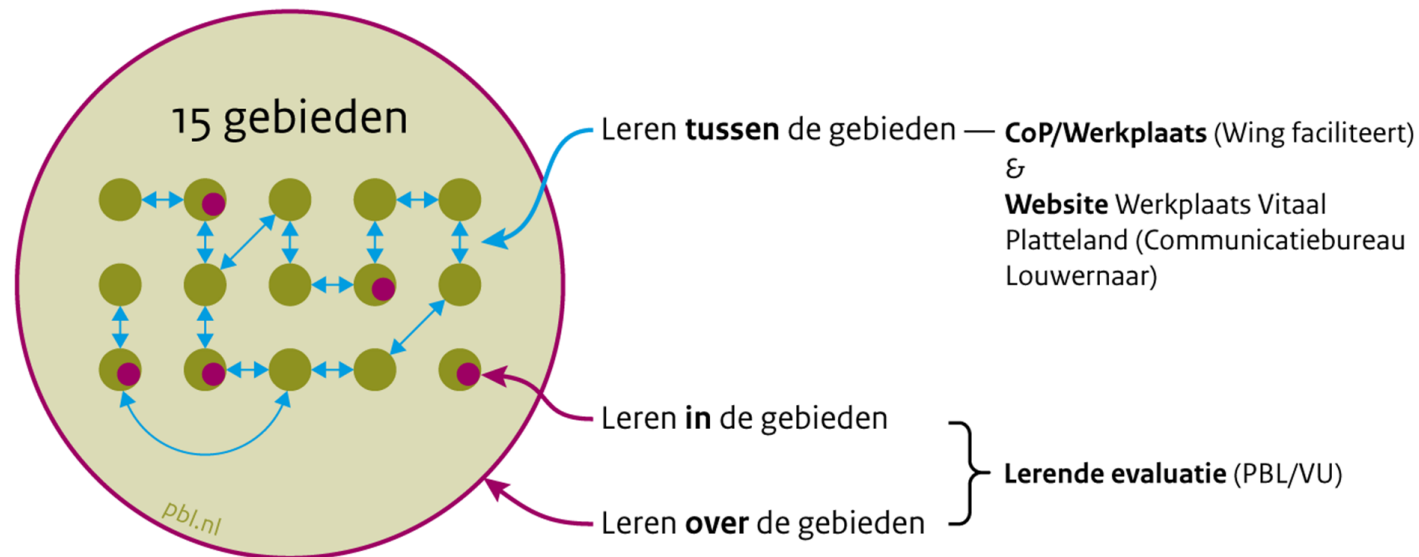 15 gebieden
Leren tussen de gebieden — CoP/Werkplaats (Wing faciliteert)
&
Website Werkplaats Vitaal
Platteland (Communicatiebureau
Louwernaar)
Leren in de gebieden
Lerende evaluatie (PBL/VU)
Leren over de gebieden
pbl.nl